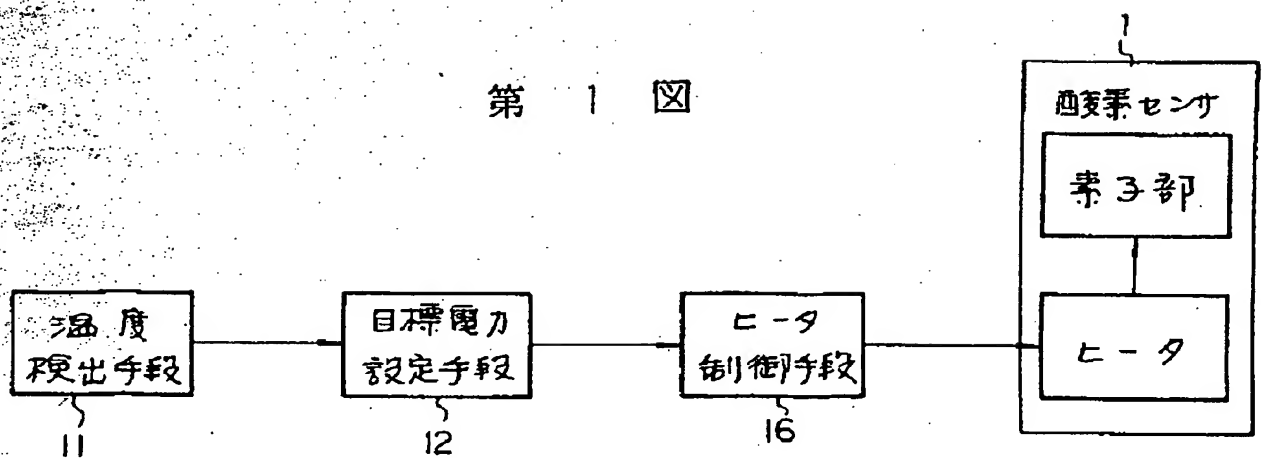 第 1 図
1
酸素センサ
素子部
ヒータ
温度
検出手段
11
目標電力
設定手段
12
ヒータ
制御手段
16